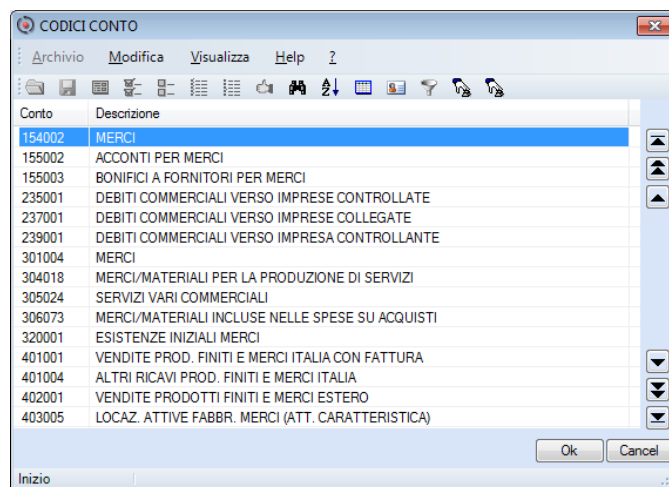 CODICI CONTO
Archivio Modifica Visualizza Help ?
Conto Descrizione
154002 MERCI
155002 ACCONTI PER MERCI
155003 BONIFICI A FORNITORI PER MERCI
235001 DEBITI COMMERCIALI VERSO IMPRESE CONTROLLATE
237001 DEBITI COMMERCIALI VERSO IMPRESE COLLEGATE
239001 DEBITI COMMERCIALI VERSO IMPRESA CONTROLLANTE
301004 MERCI
304018 MERCI/MATERIALI PER LA PRODUZIONE DI SERVIZI
305024 SERVIZI VARI COMMERCIALI
306073 MERCI/MATERIALI INCLUSE NELLE SPESE SU ACQUISTI
320001 ESISTENZE INIZIALI MERCI
401001 VENDITE PROD. FINITI E MERCI ITALIA CON FATTURA
401004 ALTRI RICAVI PROD. FINITI E MERCI ITALIA
402001 VENDITE PRODOTTI FINITI E MERCI ESTERO
403005 LOCAZ. ATTIVE FABBR. MERCI (ATT. CARATTERISTICA)
Ok Cancel
Inizio